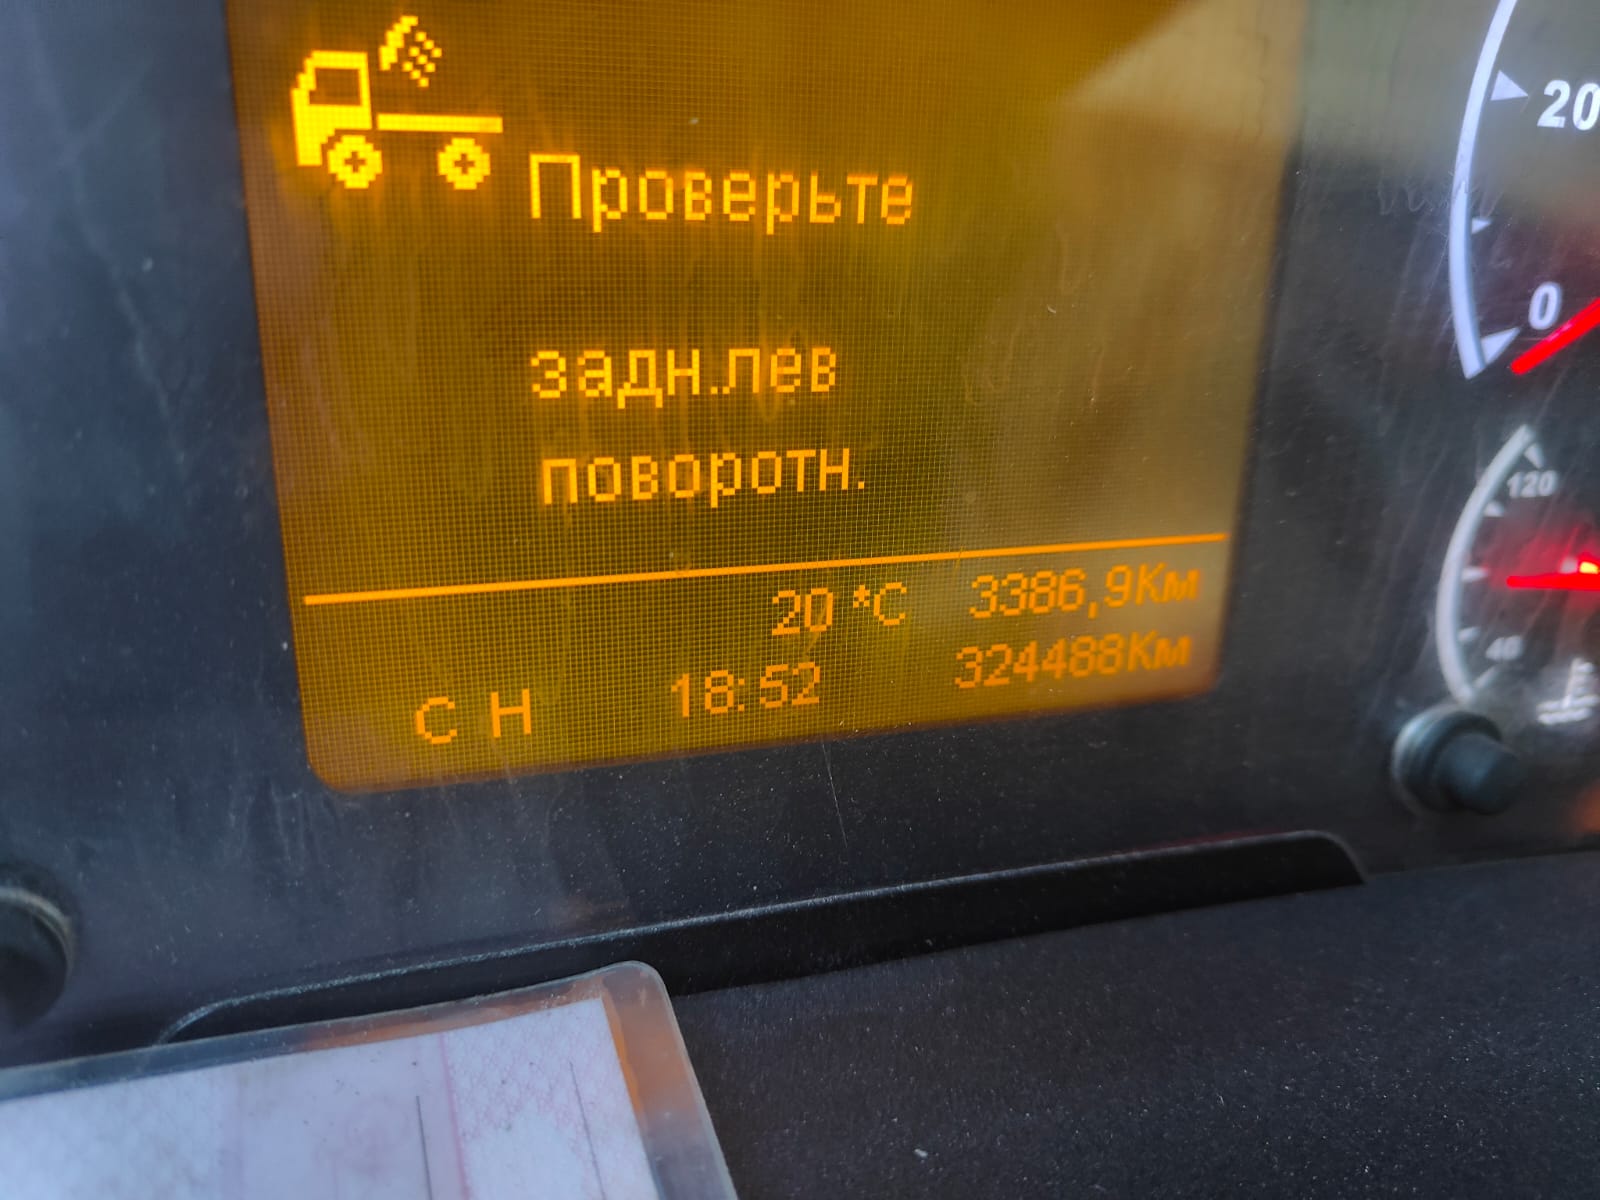 Проверьте
задн.лев
поворотн.
20 °C 3386,9Км
С Н 18:52 324488Км
20
0
120
40